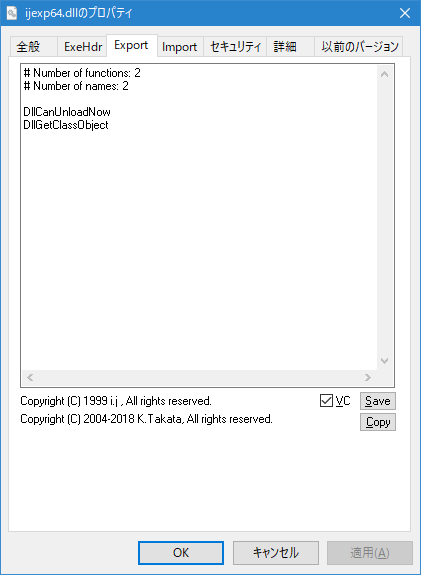 ijexp64.dllのプロパティ
全般 ExeHdr Export Import セキュリティ 詳細 以前のバージョン
# Number of functions: 2
# Number of names: 2
DllCanUnloadNow
DllGetClassObject
Copyright (C) 1999 i.j , All rights reserved. VC Save
Copyright (C) 2004-2018 K.Takata, All rights reserved. Copy
OK キャンセル 適用(A)